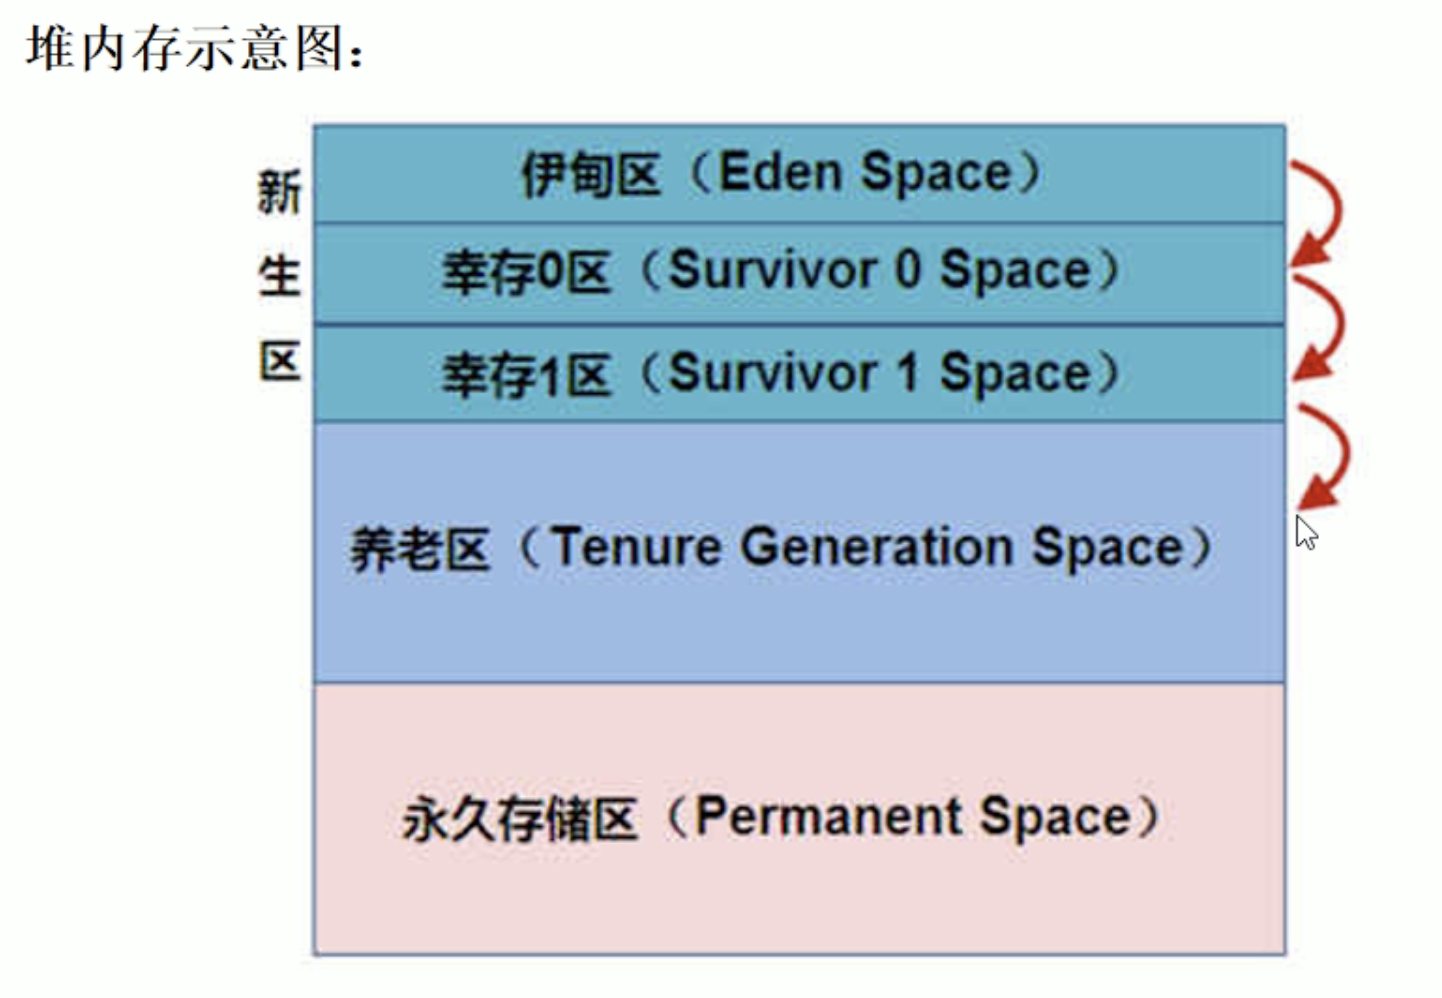 堆内存示意图：
新生区
伊甸区（Eden Space）
幸存0区（Survivor 0 Space）
幸存1区（Survivor 1 Space）
养老区（Tenure Generation Space）
永久存储区（Permanent Space）